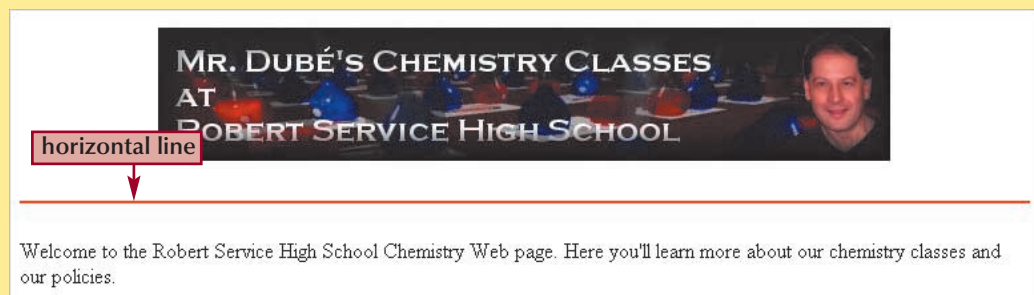 MR. DUBÉ'S CHEMISTRY CLASSES
AT
ROBERT SERVICE HIGH SCHOOL
horizontal line
Welcome to the Robert Service High School Chemistry Web page. Here you'll learn more about our chemistry classes and
our policies.